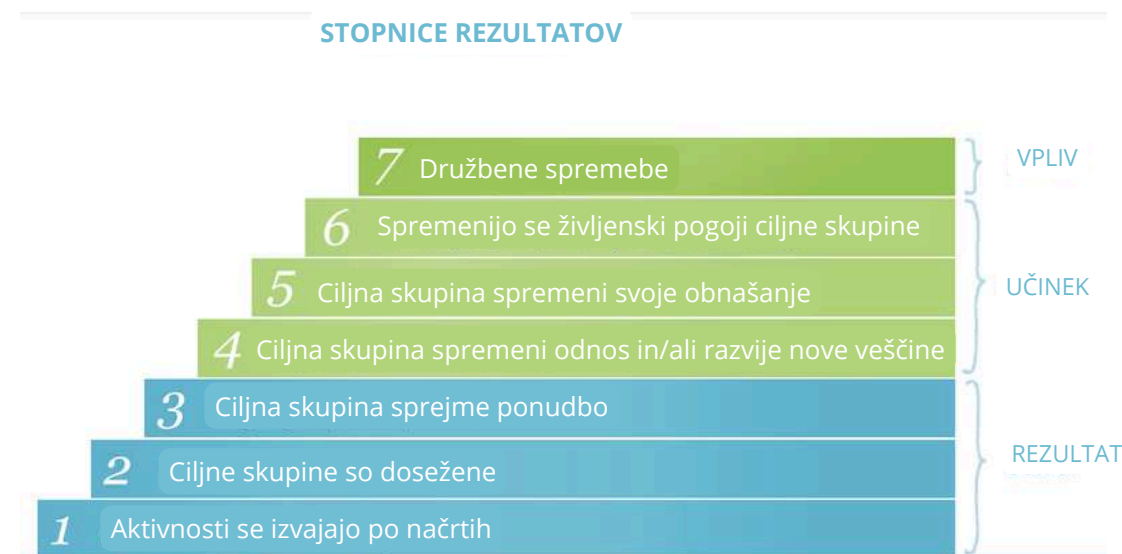 STOPNICE REZULTATOV
7 Družbene spremebe
VPLIV
6 Spremenijo se življenski pogoji ciljne skupine
5 Ciljna skupina spremeni svoje obnašanje
UČINEK
4 Ciljna skupina spremeni odnos in/ali razvije nove veščine
3 Ciljna skupina sprejme ponudbo
2 Ciljne skupine so dosežene
REZULTAT
1 Aktivnosti se izvajajo po načrtih